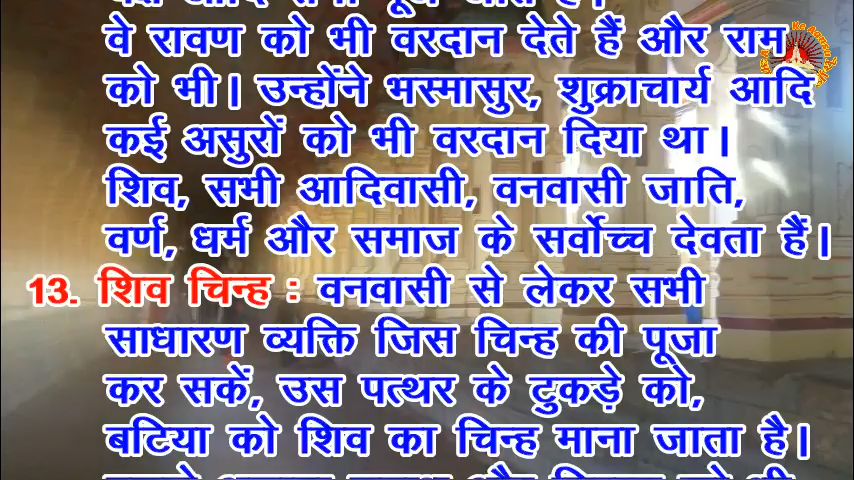 वे रावण को भी वरदान देते हैं और राम
को भी। उन्होंने भस्मासुर, शुक्राचार्य आदि
कई असुरों को भी वरदान दिया था।
शिव, सभी आदिवासी, वनवासी जाति,
वर्ण, धर्म और समाज के सर्वोच्च देवता हैं।
13. शिव चिन्ह : वनवासी से लेकर सभी
साधारण व्यक्ति जिस चिन्ह की पूजा
कर सकें, उस पत्थर के टुकड़े को,
बटिया को शिव का चिन्ह माना जाता है।